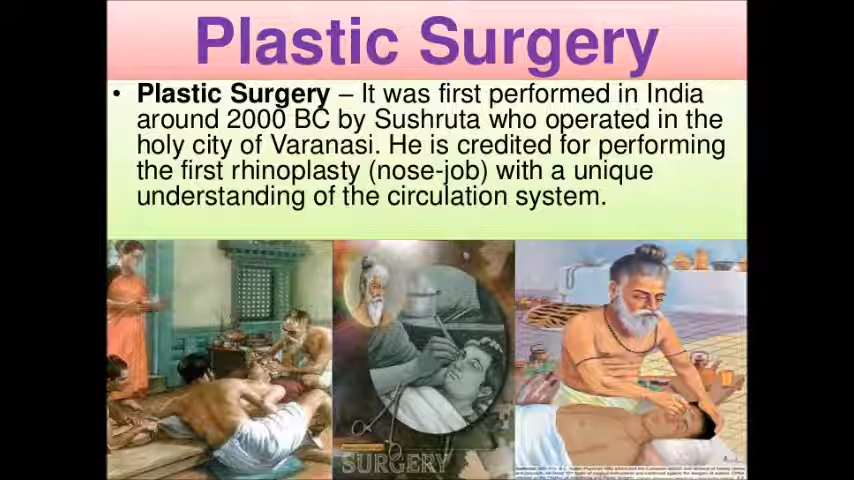 Plastic Surgery
• Plastic Surgery – It was first performed in India
around 2000 BC by Sushruta who operated in the
holy city of Varanasi. He is credited for performing
the first rhinoplasty (nose-job) with a unique
understanding of the circulation system.
SURGERY